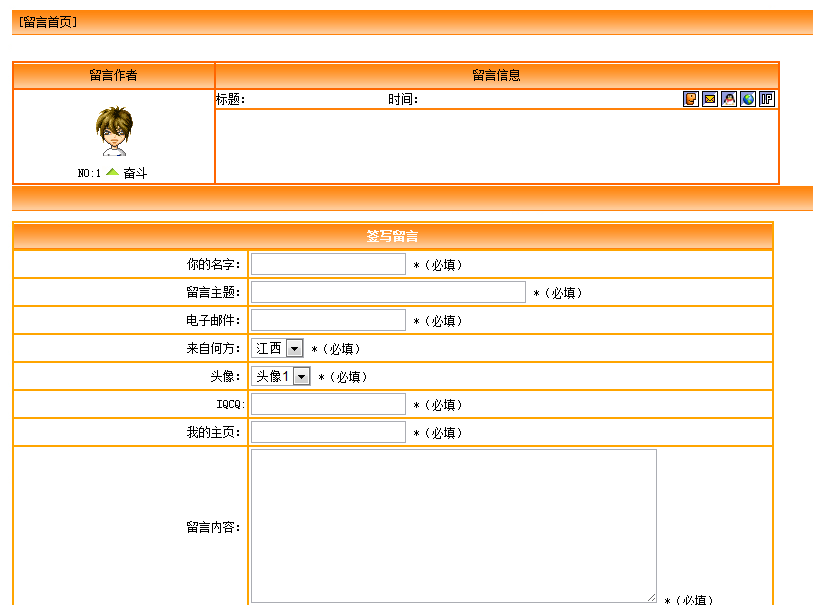 [留言首页]
留言作者 留言信息
标题: 时间:
NO:1 奋斗
签写留言
你的名字: *（必填）
留言主题: *（必填）
电子邮件: *（必填）
来自何方: 江西 *（必填）
头像: 头像1 *（必填）
IQCQ: *（必填）
我的主页: *（必填）
留言内容: *（必填）